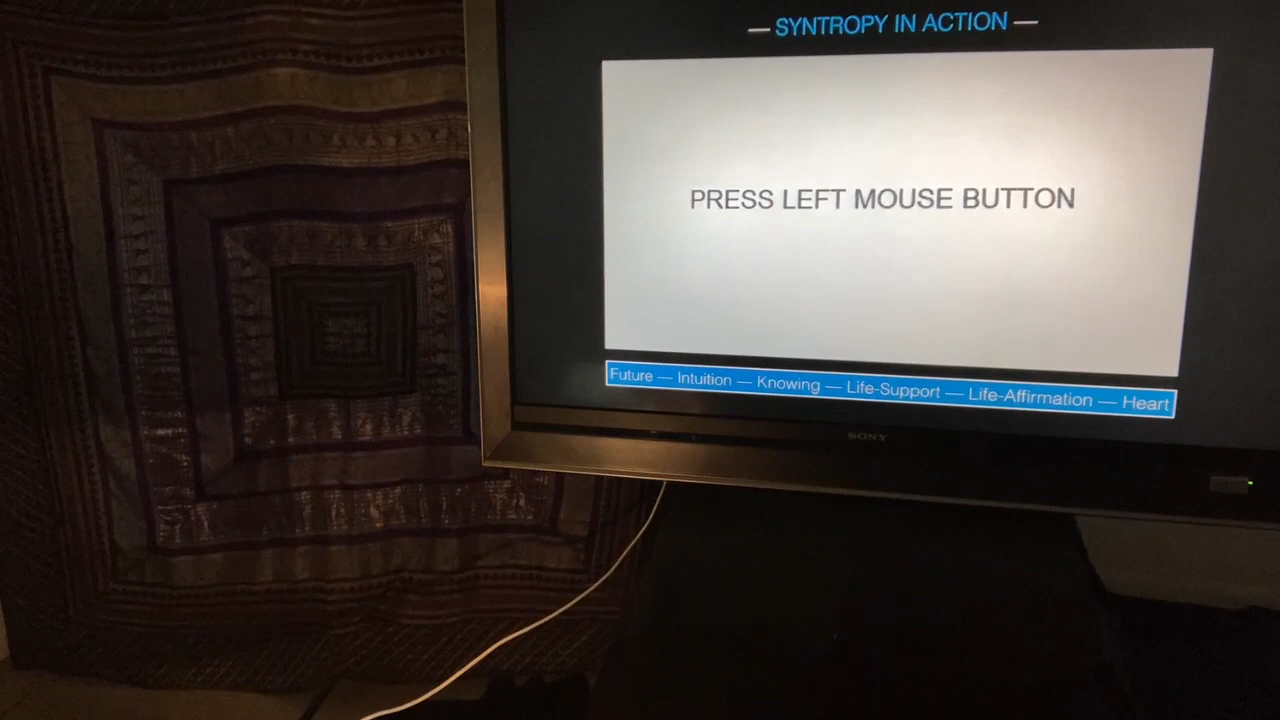 — SYNTROPY IN ACTION —
PRESS LEFT MOUSE BUTTON
Future — Intuition — Knowing — Life-Support — Life-Affirmation — Heart
SONY